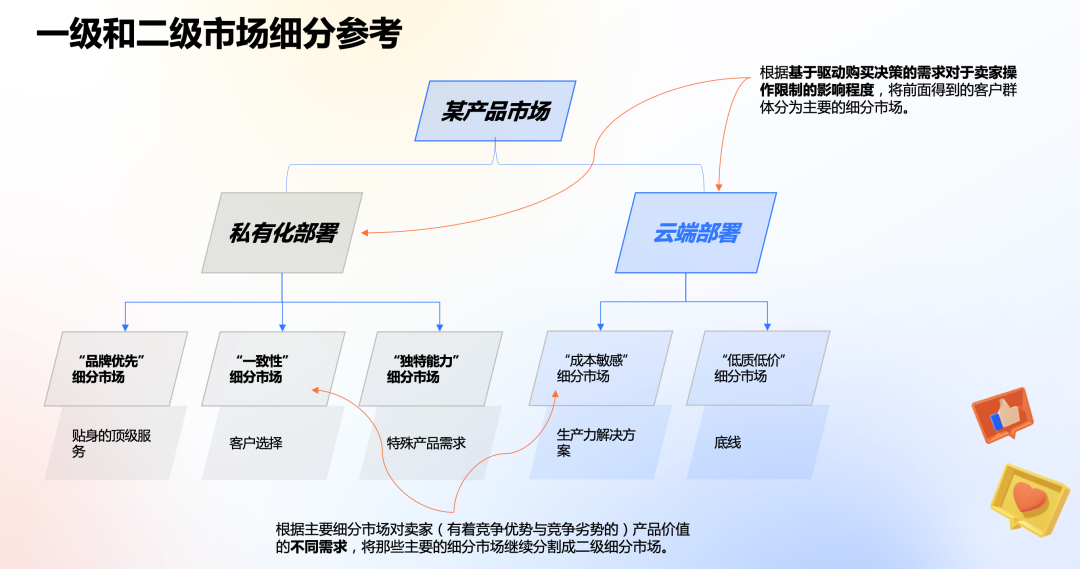 一级和二级市场细分参考
根据基于驱动购买决策的需求对于卖家操
作限制的影响程度，将前面得到的客户群
体分为主要的细分市场。
某产品市场
私有化部署
云端部署
“品牌优先”
细分市场
“一致性”
细分市场
“独特能力”
细分市场
“成本敏感”
细分市场
“低质低价”
细分市场
贴身的顶级服
务
客户选择
特殊产品需求
生产力解决方
案
底线
根据主要细分市场对卖家（有着竞争优势与竞争劣势的）产品价值
的不同需求，将那些主要的细分市场继续分割成二级细分市场。